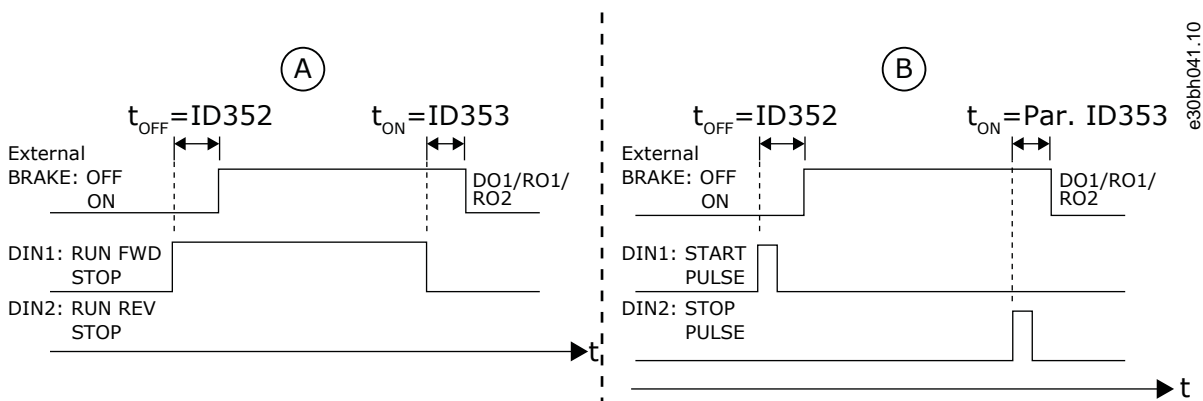 A
t_OFF=ID352
t_ON=ID353
External
BRAKE: OFF
ON
DO1/RO1/
RO2
DIN1: RUN FWD
STOP
DIN2: RUN REV
STOP
t
B
t_OFF=ID352
t_ON=Par. ID353
External
BRAKE: OFF
ON
DO1/RO1/
RO2
DIN1: START
PULSE
DIN2: STOP
PULSE
t
e30bh041.10